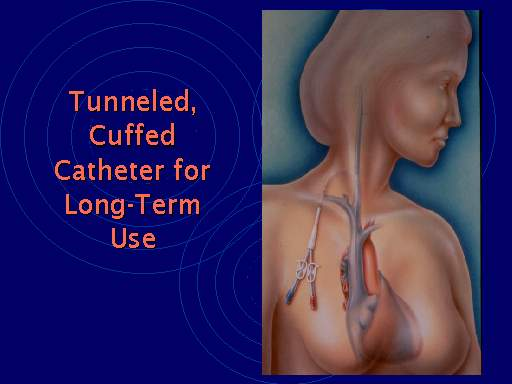 Tunneled,
Cuffed
Catheter for
Long-Term
Use